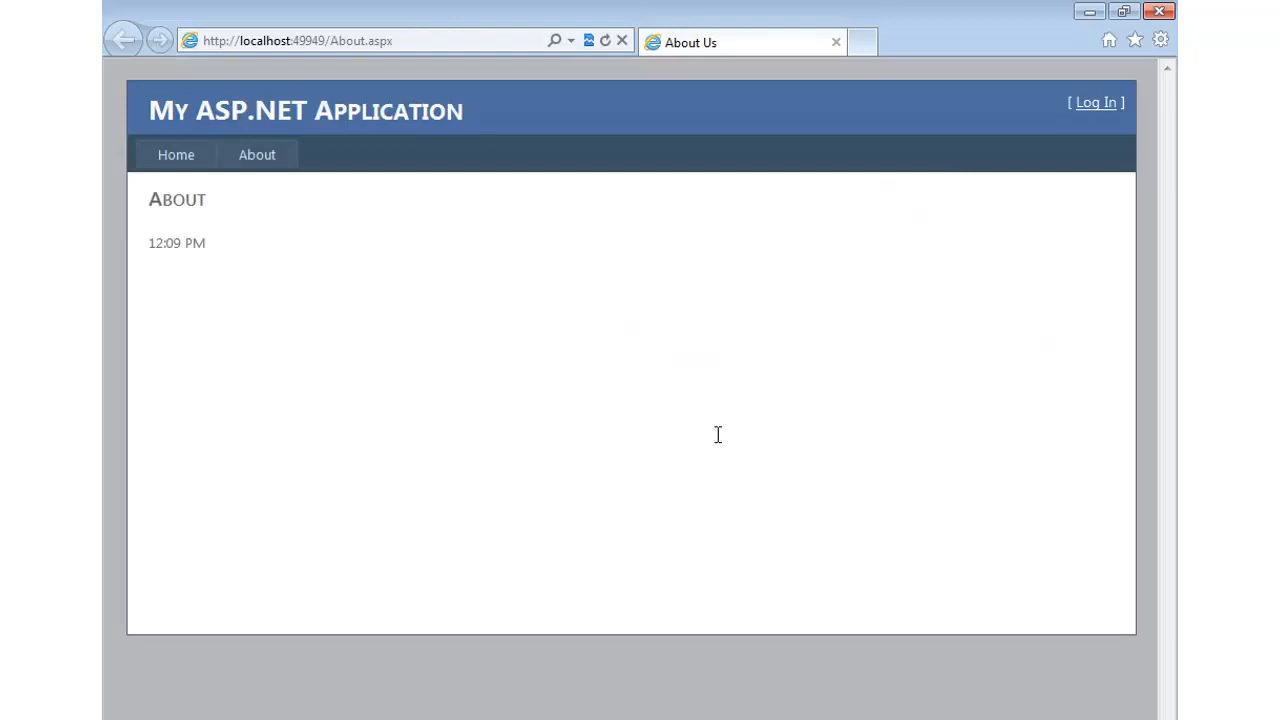 http://localhost:49949/About.aspx
About Us
My ASP.NET Application
[ Log In ]
Home
About
About
12:09 PM